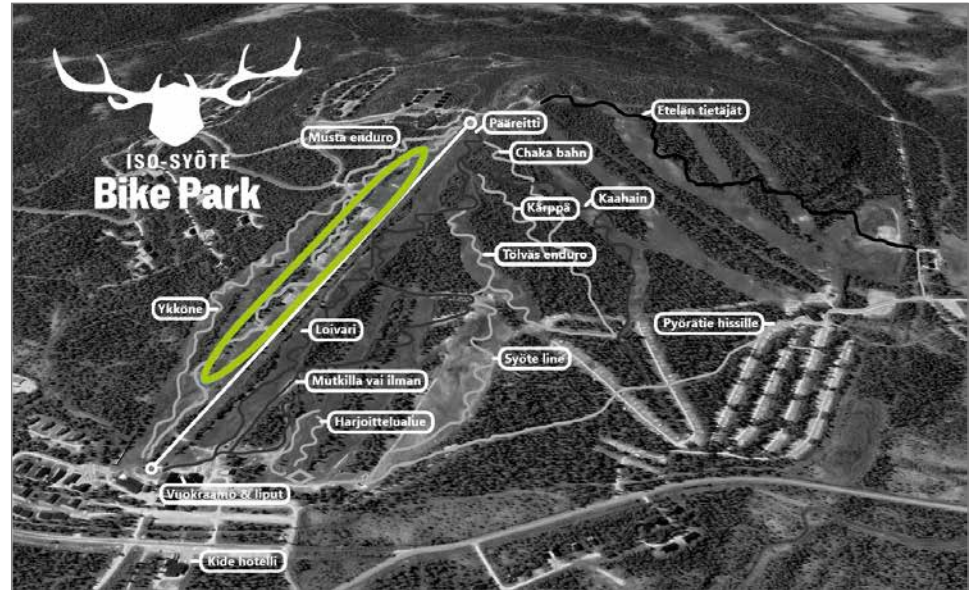 ISO-SYÖTE
Bike Park
Musta enduro
Pääreitti
Etelän tietäjät
Chaka bahn
Kärppä
Kaahain
Tolvas enduro
Ykköne
Loivari
Pyörätie hissille
Syöte line
Mutkilla vai ilman
Harjoittelualue
Vuokraamo & liput
Kide hotelli